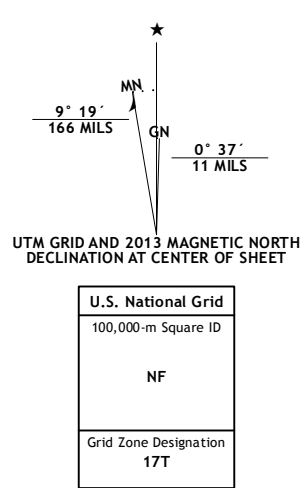 MN
9° 19´
166 MILS
GN
0° 37´
11 MILS
UTM GRID AND 2013 MAGNETIC NORTH
DECLINATION AT CENTER OF SHEET
U.S. National Grid
100,000-m Square ID
NF
Grid Zone Designation
17T